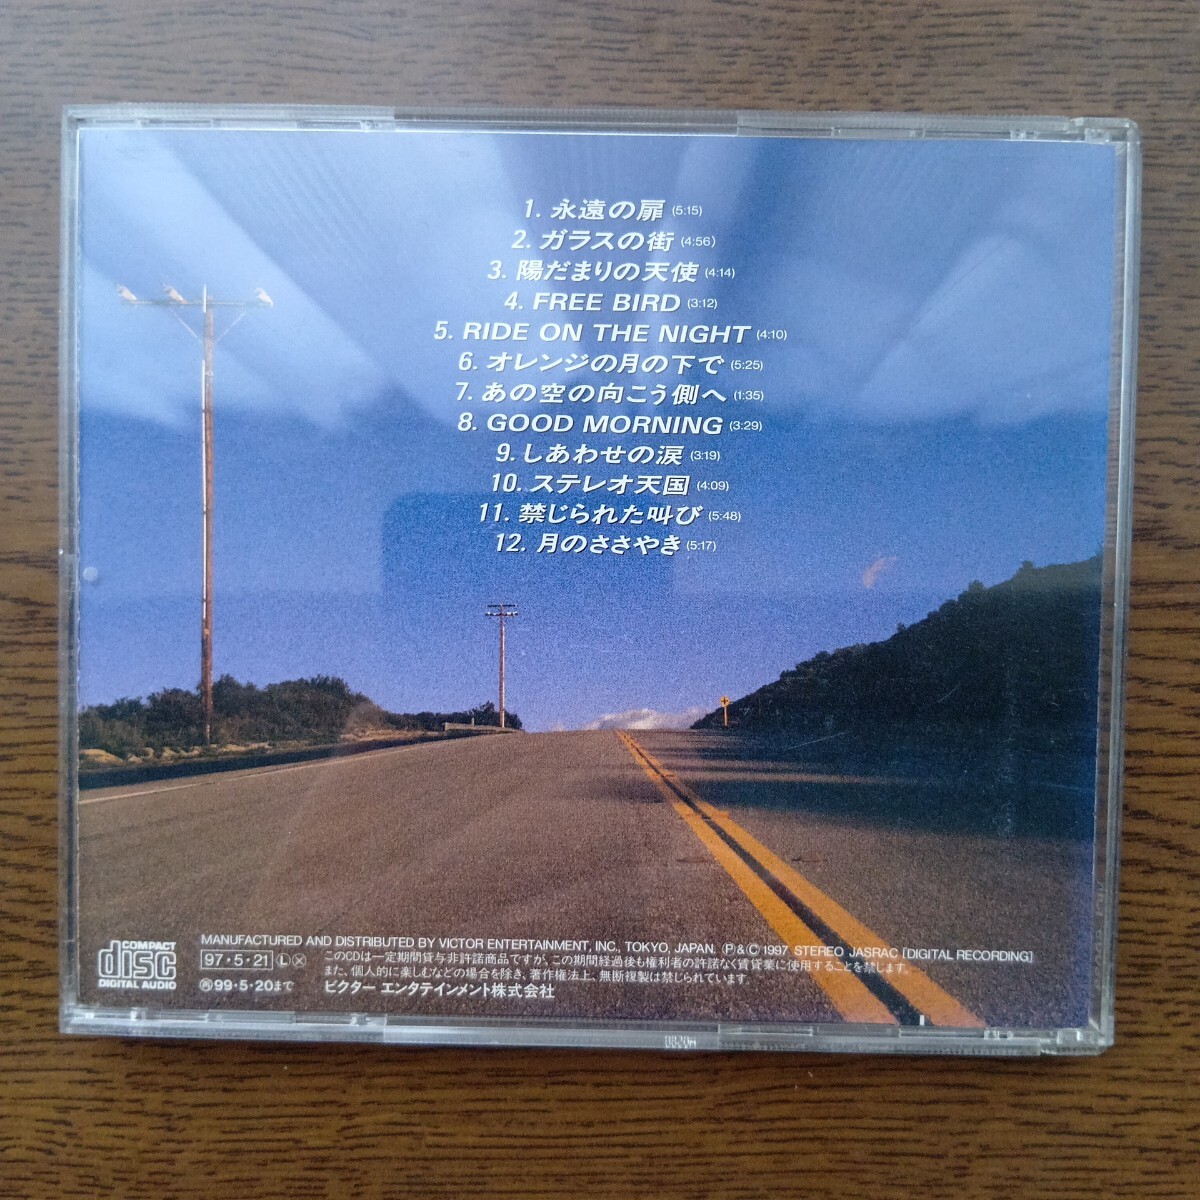 1. 永遠の扉 (5:15)
2. ガラスの街 (4:56)
3. 陽だまりの天使 (4:14)
4. FREE BIRD (3:12)
5. RIDE ON THE NIGHT (4:10)
6. オレンジの月の下で (5:25)
7. あの空の向こう側へ (1:35)
8. GOOD MORNING (3:29)
9. しあわせの涙 (3:19)
10. ステレオ天国 (4:09)
11. 禁じられた叫び (5:48)
12. 月のささやき (5:17)
COMPACT
disc
DIGITAL AUDIO
MANUFACTURED AND DISTRIBUTED BY VICTOR ENTERTAINMENT, INC., TOKYO, JAPAN. Ⓟ&Ⓒ 1997 STEREO JASRAC [DIGITAL RECORDING]
97・5・21 Ⓛ Ⓧ このCDは一定期間貸与非許諾商品ですが、この期間経過後も権利者の許諾なく賃貸業に使用することを禁じます。
また、個人的に楽しむなどの場合を除き、著作権法上、無断複製は禁じられています。
㋐99・5・20まで ビクター エンタテインメント株式会社